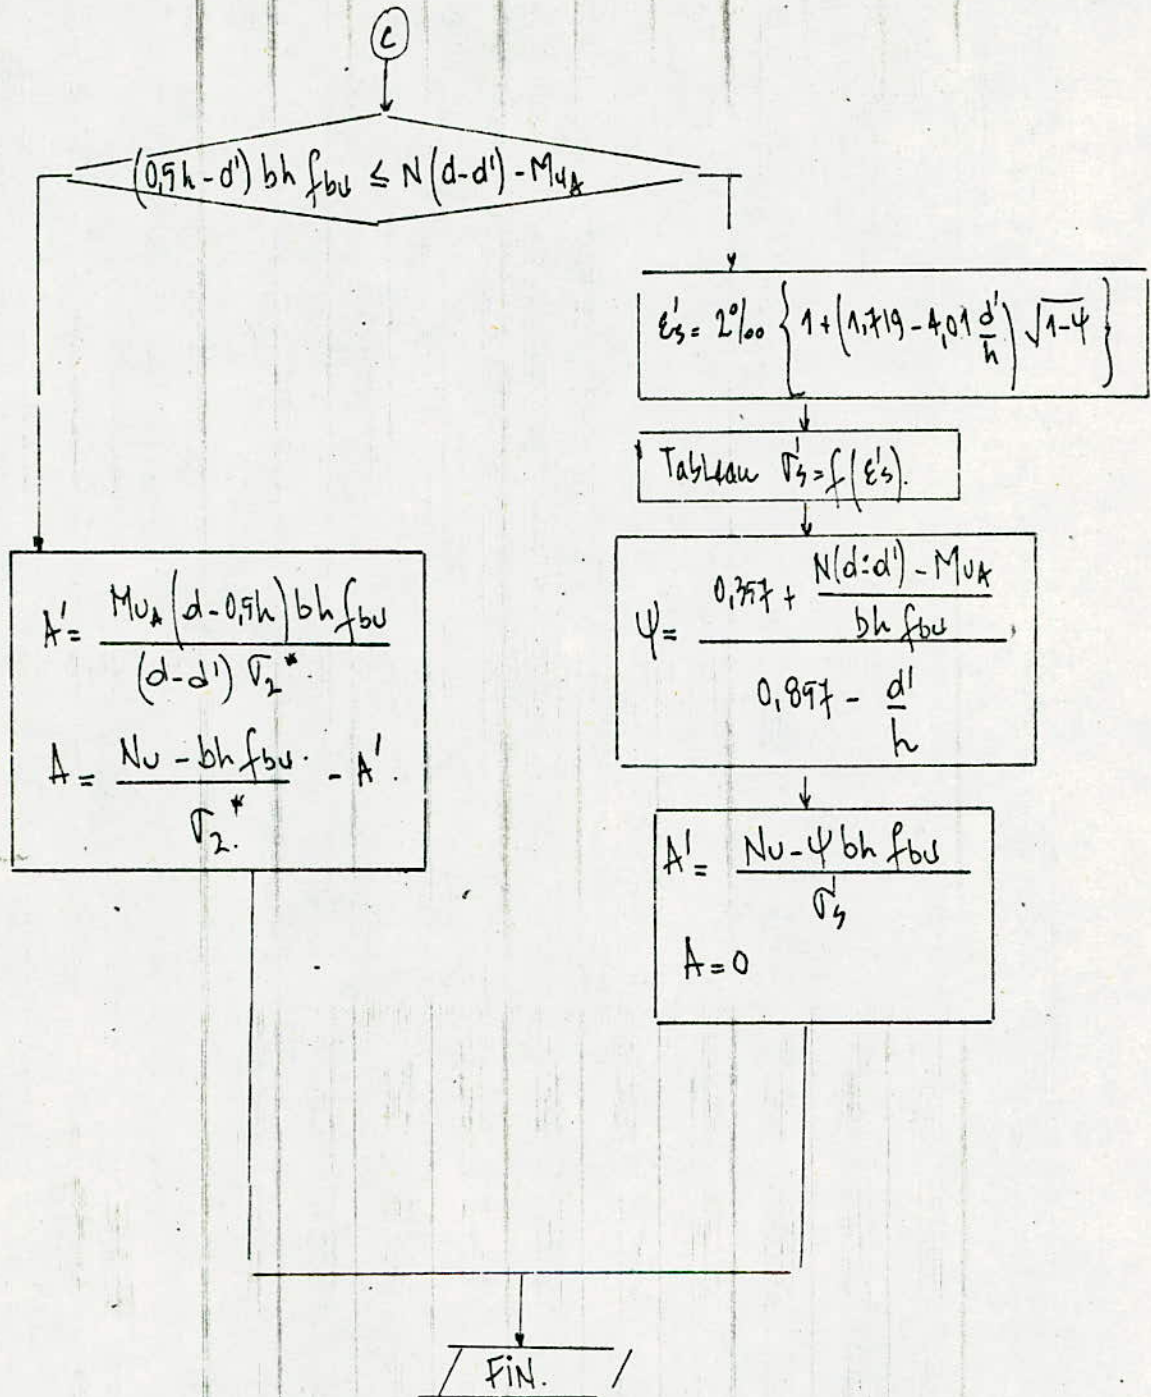 c
(0,5h - d') bh fbu ≤ N(d-d') - MuA
ε's = 2‰ { 1 + (1,719 - 4,01 d'/h) √(1-ψ) }
Tableau σ's = f(ε's).
A' = MuA (d - 0,5h) bh fbu / (d-d') σ2*
A = Nu - bh fbu / σ2* - A'.
ψ = 0,357 + N(d-d') - MuA / bh fbu / 0,857 - d'/h
A' = Nu - ψ bh fbu / σ's
A = 0
FIN.